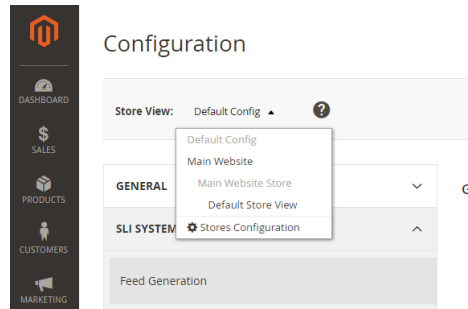 Configuration
DASHBOARD
Store View: Default Config
SALES
Default Config
Main Website
PRODUCTS
GENERAL
Main Website Store
Default Store View
SLI SYSTEM
Stores Configuration
CUSTOMERS
Feed Generation
MARKETING